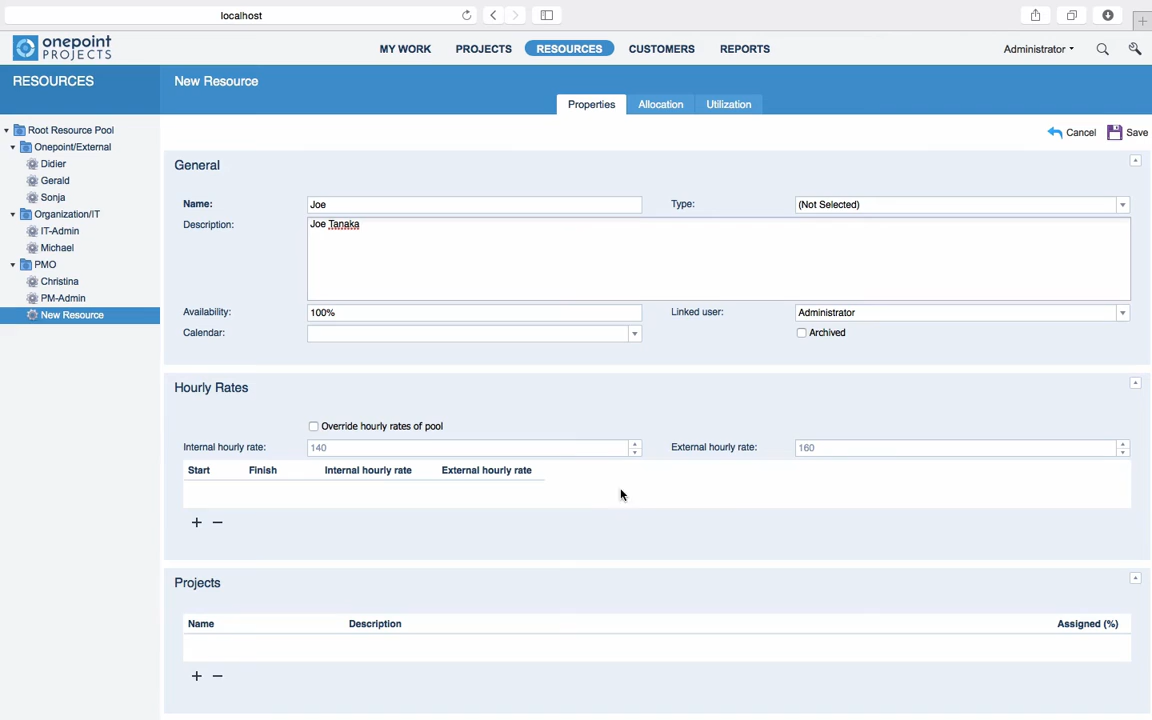 localhost
onepoint
PROJECTS
MY WORK PROJECTS RESOURCES CUSTOMERS REPORTS
Administrator
RESOURCES
New Resource
Properties Allocation Utilization
Cancel Save
Root Resource Pool
Onepoint/External
Didier
Gerald
Sonja
Organization/IT
IT-Admin
Michael
PMO
Christina
PM-Admin
New Resource
General
Name: Joe Type: (Not Selected)
Description: Joe Tanaka
Availability: 100% Linked user: Administrator
Calendar: Archived
Hourly Rates
Override hourly rates of pool
Internal hourly rate: 140 External hourly rate: 160
Start Finish Internal hourly rate External hourly rate
+ −
Projects
Name Description Assigned (%)
+ −